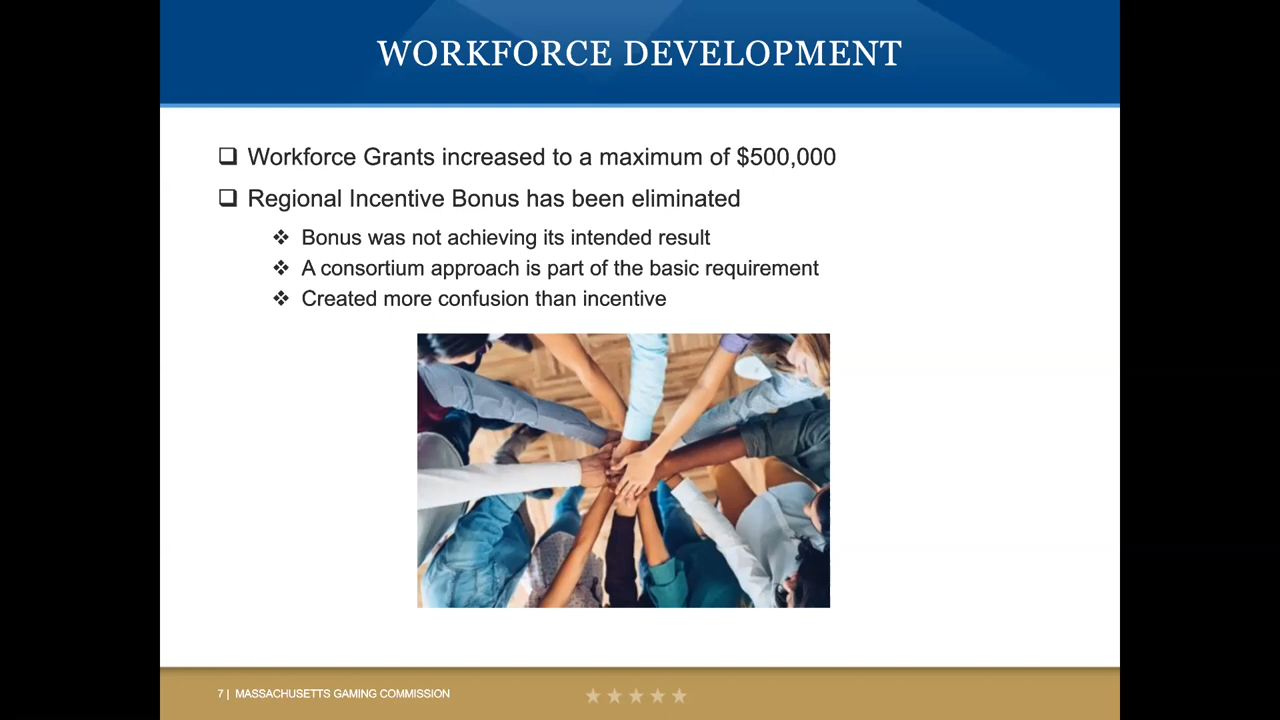 WORKFORCE DEVELOPMENT
❑ Workforce Grants increased to a maximum of $500,000
❑ Regional Incentive Bonus has been eliminated
❖ Bonus was not achieving its intended result
❖ A consortium approach is part of the basic requirement
❖ Created more confusion than incentive
7 | MASSACHUSETTS GAMING COMMISSION